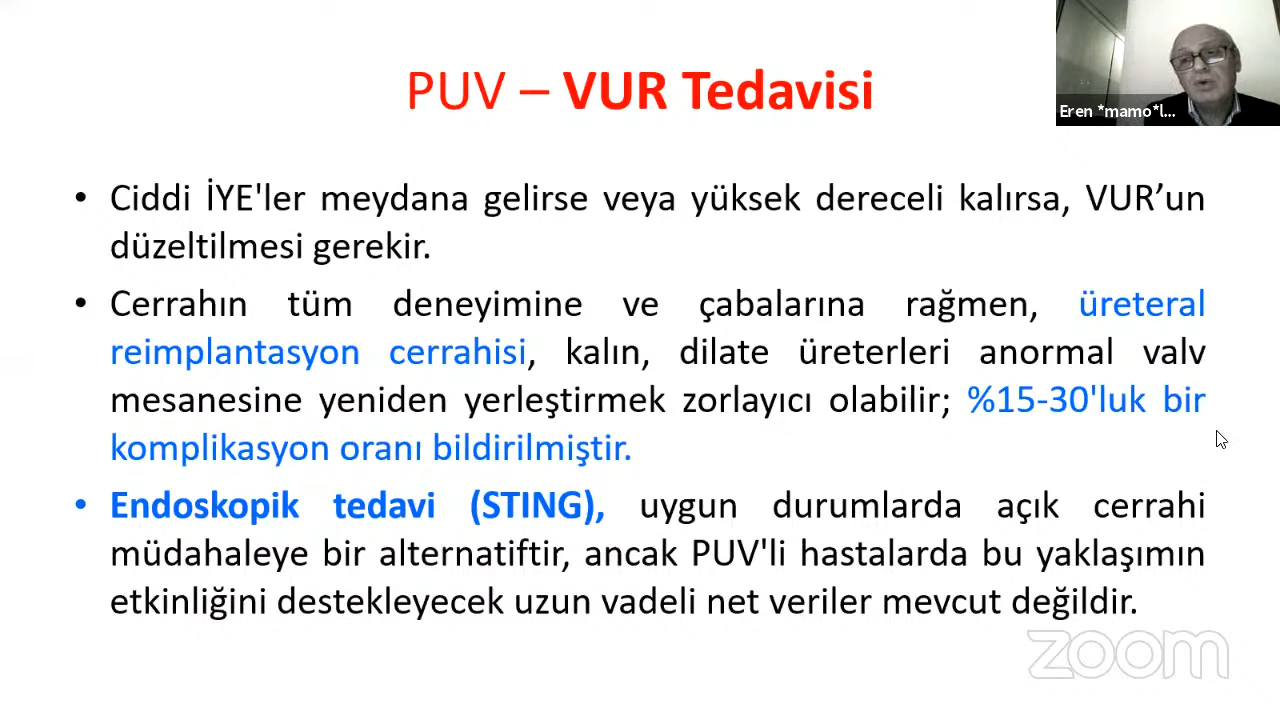 PUV – VUR Tedavisi
Eren *mamo*l...
• Ciddi İYE'ler meydana gelirse veya yüksek dereceli kalırsa, VUR’un
düzeltilmesi gerekir.
• Cerrahın tüm deneyimine ve çabalarına rağmen, üreteral
reimplantasyon cerrahisi, kalın, dilate üreterleri anormal valv
mesanesine yeniden yerleştirmek zorlayıcı olabilir; %15-30'luk bir
komplikasyon oranı bildirilmiştir.
• Endoskopik tedavi (STING), uygun durumlarda açık cerrahi
müdahaleye bir alternatiftir, ancak PUV'li hastalarda bu yaklaşımın
etkinliğini destekleyecek uzun vadeli net veriler mevcut değildir.
zoom